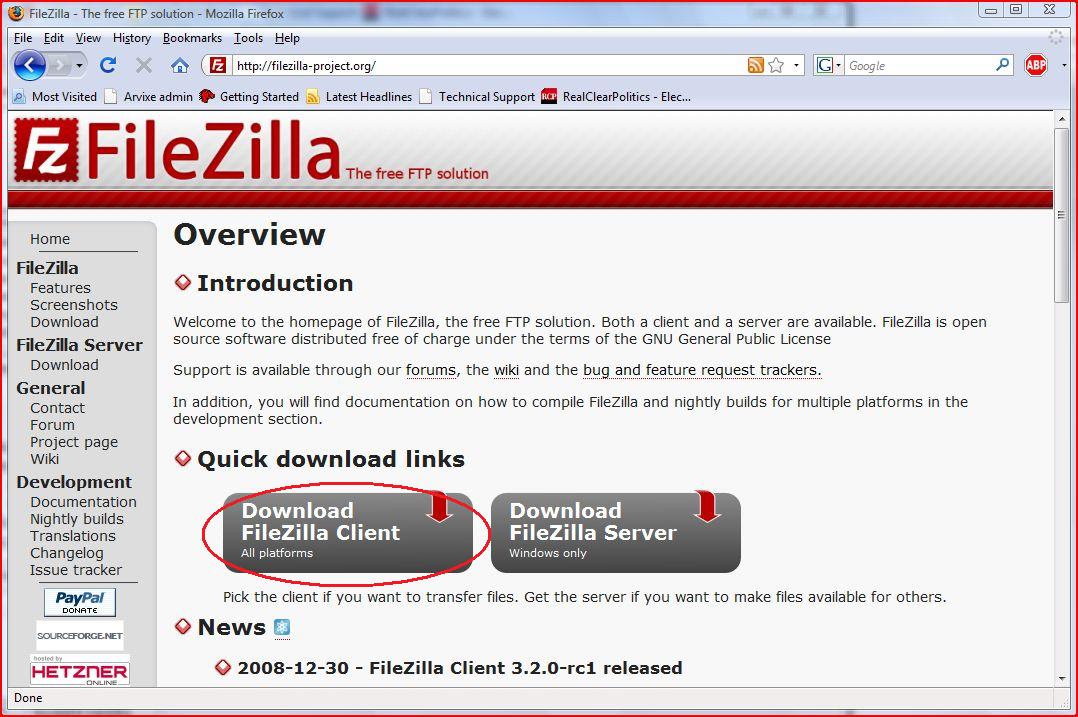 FileZilla - The free FTP solution - Mozilla Firefox
File Edit View History Bookmarks Tools Help
http://filezilla-project.org/
G Google
ABP
Most Visited Arvixe admin Getting Started Latest Headlines Technical Support RCP RealClearPolitics - Elec...
Fz FileZilla The free FTP solution
Home
FileZilla
Features
Screenshots
Download
FileZilla Server
Download
General
Contact
Forum
Project page
Wiki
Development
Documentation
Nightly builds
Translations
Changelog
Issue tracker
PayPal
DONATE
SOURCEFORGE.NET
hosted by
HETZNER
ONLINE
Overview
Introduction
Welcome to the homepage of FileZilla, the free FTP solution. Both a client and a server are available. FileZilla is open
source software distributed free of charge under the terms of the GNU General Public License
Support is available through our forums, the wiki and the bug and feature request trackers.
In addition, you will find documentation on how to compile FileZilla and nightly builds for multiple platforms in the
development section.
Quick download links
Download
FileZilla Client
All platforms
Download
FileZilla Server
Windows only
Pick the client if you want to transfer files. Get the server if you want to make files available for others.
News
2008-12-30 - FileZilla Client 3.2.0-rc1 released
Done